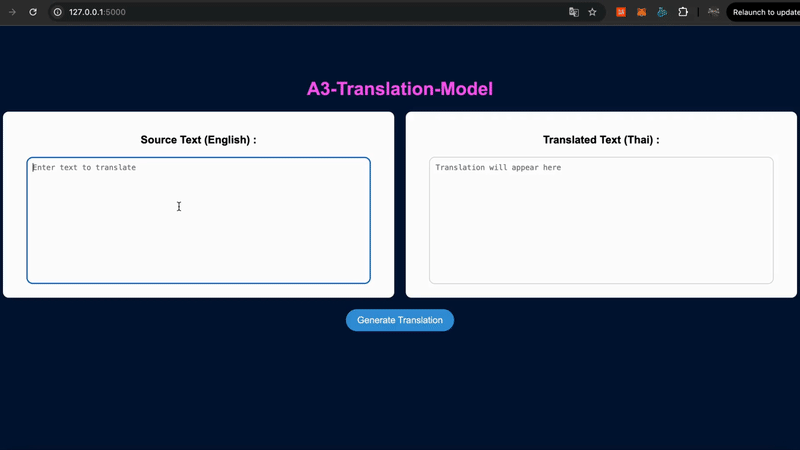 127.0.0.1:5000
Relaunch to update
A3-Translation-Model
Source Text (English) :
Translated Text (Thai) :
Enter text to translate
Translation will appear here
Generate Translation